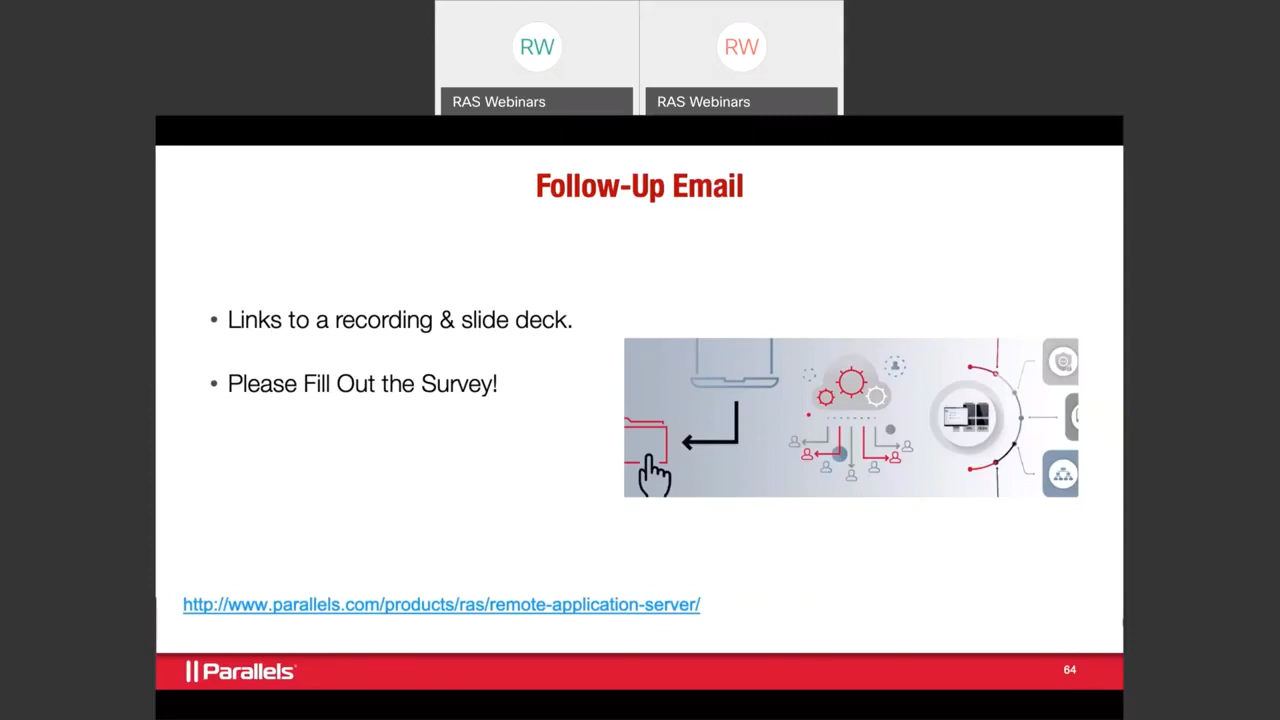 RW
RW
RAS Webinars
RAS Webinars
Follow-Up Email
• Links to a recording & slide deck.
• Please Fill Out the Survey!
http://www.parallels.com/products/ras/remote-application-server/
Parallels
64